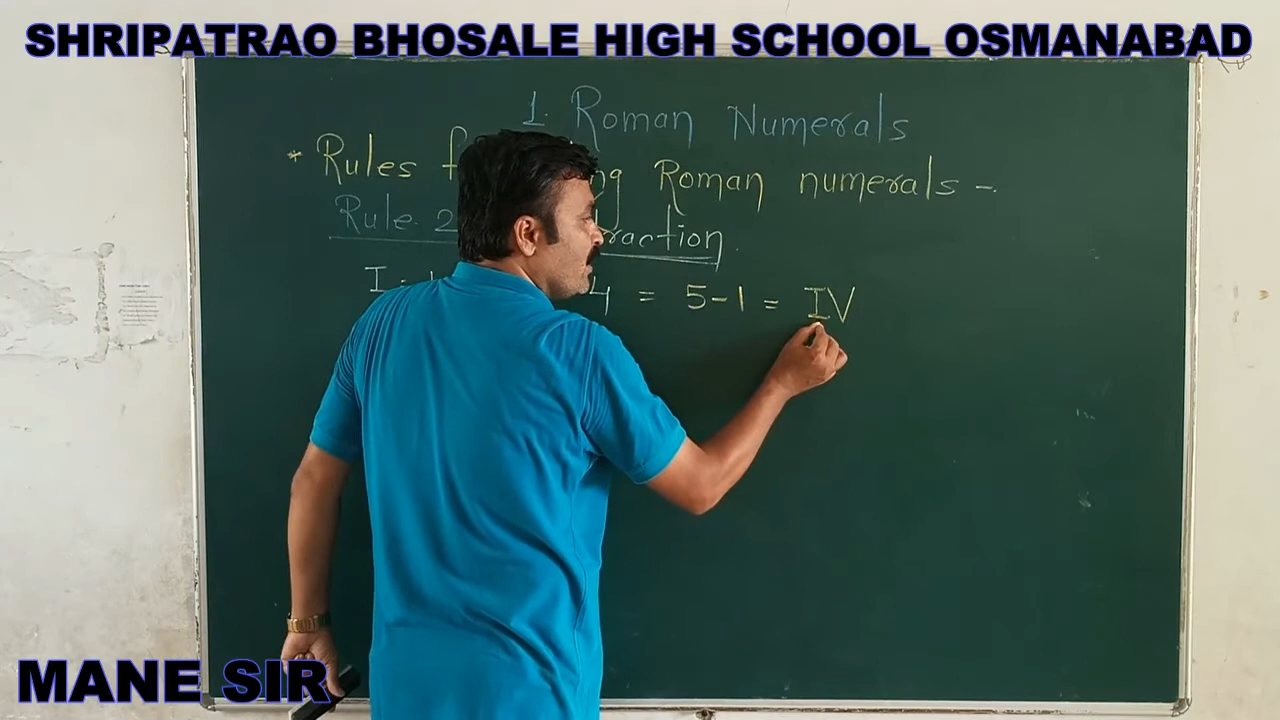 SHRIPATRAO BHOSALE HIGH SCHOOL OSMANABAD
1. Roman Numerals
* Rules Roman numerals -
Rule. 2
I 4 = 5 - 1 = IV
MANE SIR